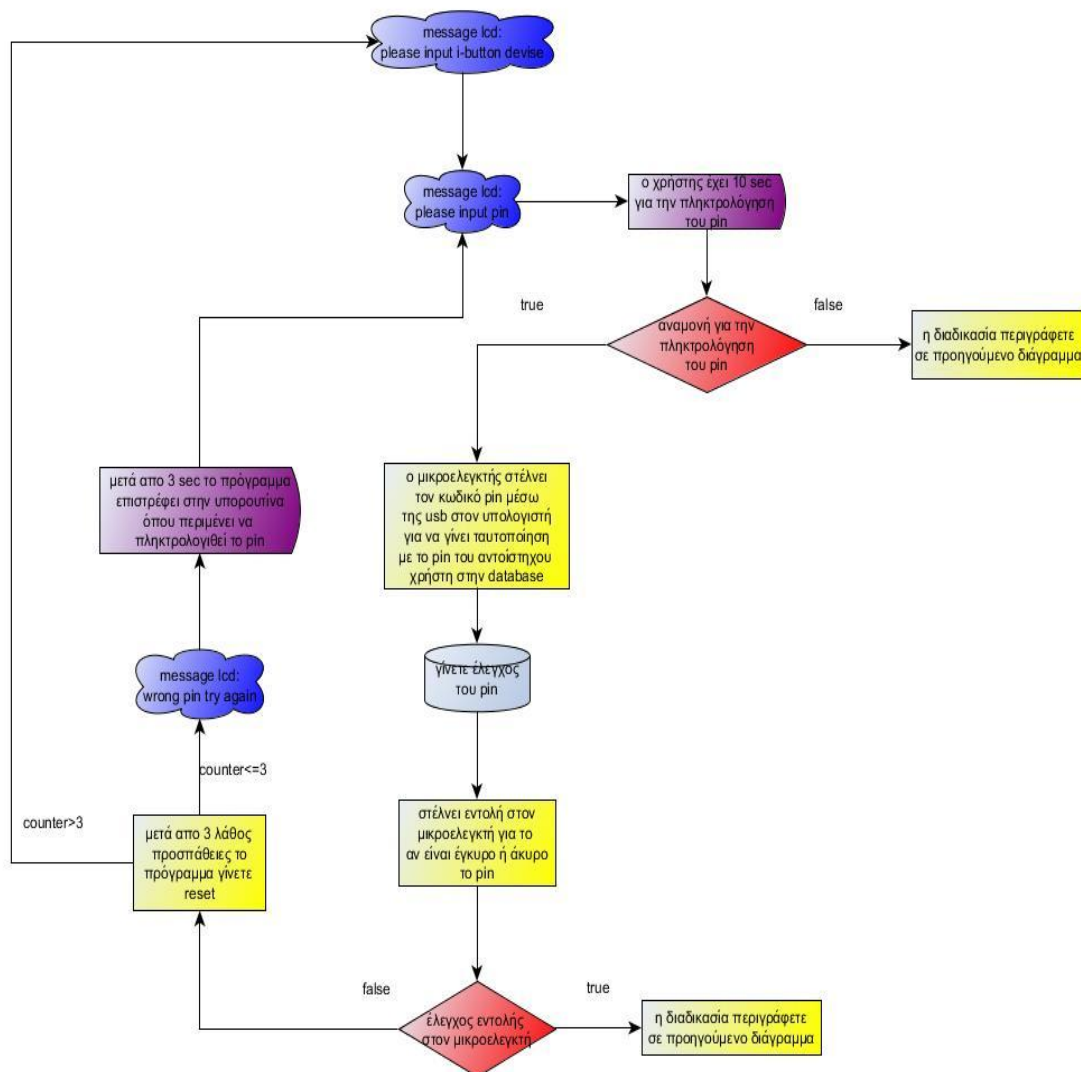 message lcd:
please input i-button devise
message lcd:
please input pin
ο χρήστης έχει 10 sec
για την πληκτρολόγηση
του pin
true
false
αναμονή για την
πληκτρολόγηση
του pin
η διαδικασία περιγράφετε
σε προηγούμενο διάγραμμα
μετά απο 3 sec το πρόγραμμα
επιστρέφει στην υπορουτίνα
όπου περιμένει να
πληκτρολογιθεί το pin
ο μικροελεγκτής στέλνει
τον κωδικό pin μέσω
της usb στον υπολογιστή
για να γίνει ταυτοποίηση
με το pin του αντοίστηχου
χρήστη στην database
message lcd:
wrong pin try again
γίνετε έλεγχος
του pin
counter<=3
counter>3
μετά απο 3 λάθος
προσπάθειες το
πρόγραμμα γίνετε
reset
στέλνει εντολή στον
μικροελεγκτή για το
αν είναι έγκυρο ή άκυρο
το pin
false
true
έλεγχος εντολής
στον μικροελεγκτή
η διαδικασία περιγράφετε
σε προηγούμενο διάγραμμα